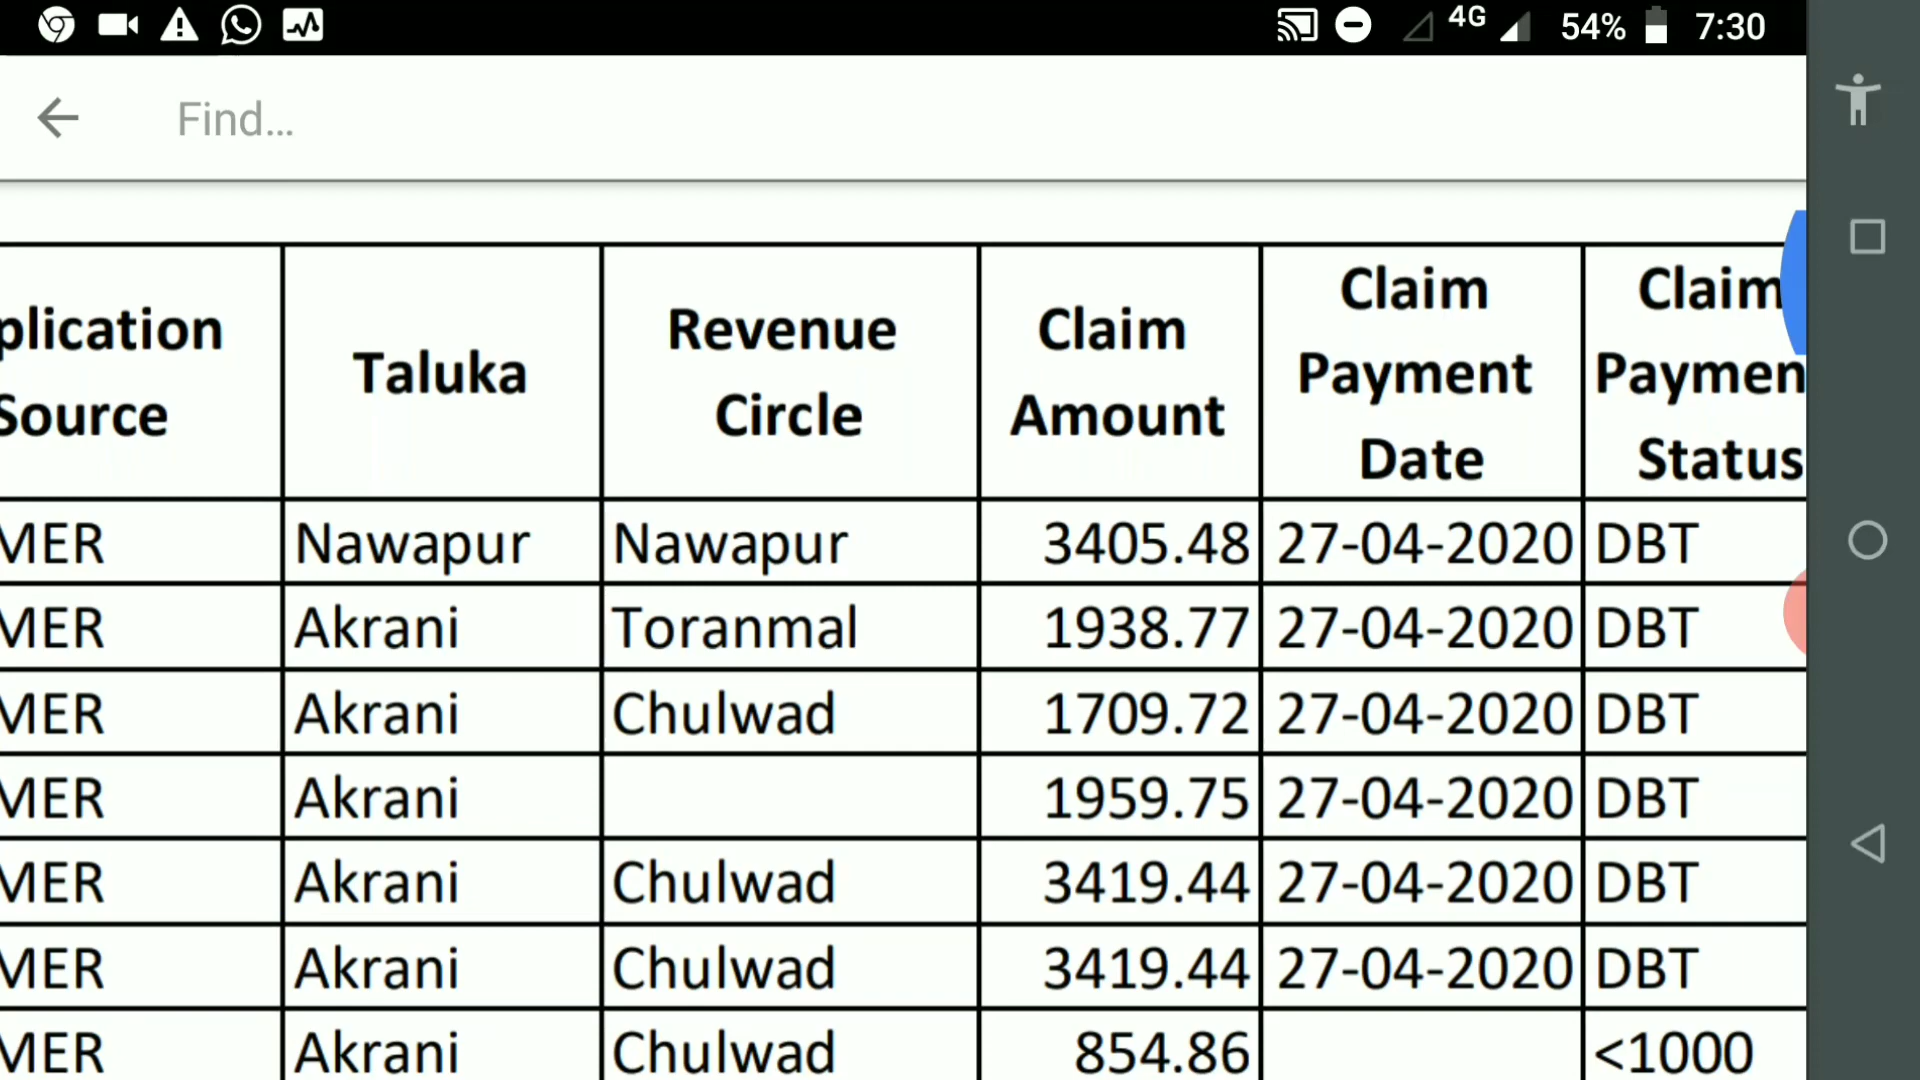 4G 54% 7:30
Find...
plication Source Taluka Revenue Circle Claim Amount Claim Payment Date Claim Paymen Status
MER Nawapur Nawapur 3405.48 27-04-2020 DBT
MER Akrani Toranmal 1938.77 27-04-2020 DBT
MER Akrani Chulwad 1709.72 27-04-2020 DBT
MER Akrani 1959.75 27-04-2020 DBT
MER Akrani Chulwad 3419.44 27-04-2020 DBT
MER Akrani Chulwad 3419.44 27-04-2020 DBT
MER Akrani Chulwad 854.86 <1000